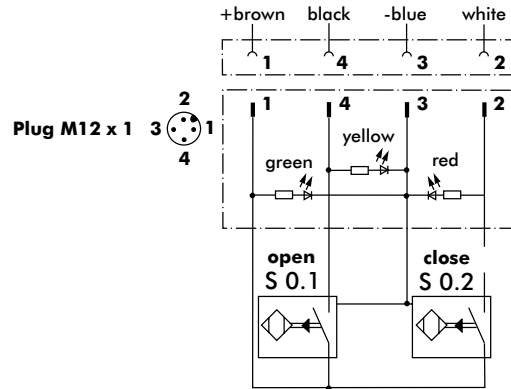 +brown black -blue white
1 4 3 2
1 4 3 2
2
Plug M12 x 1 3 1
4
yellow
green red
open close
S 0.1 S 0.2